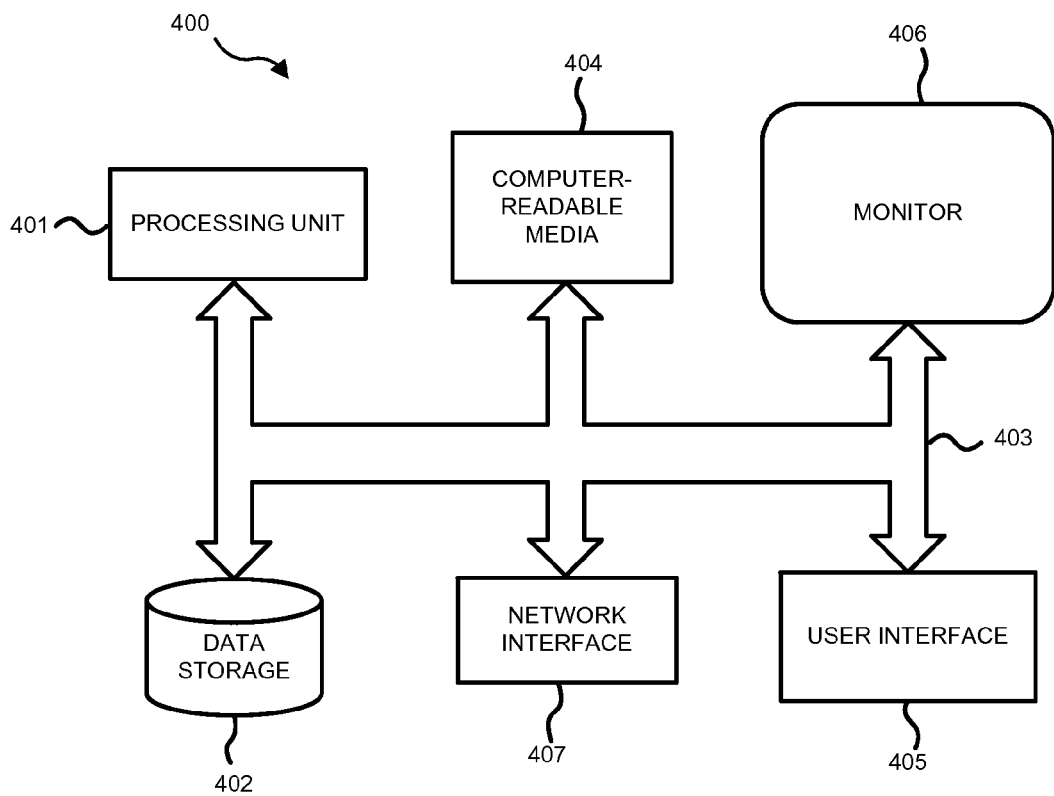 400
404
406
401
PROCESSING UNIT
COMPUTER-
READABLE
MEDIA
MONITOR
403
DATA
STORAGE
NETWORK
INTERFACE
USER INTERFACE
402
407
405